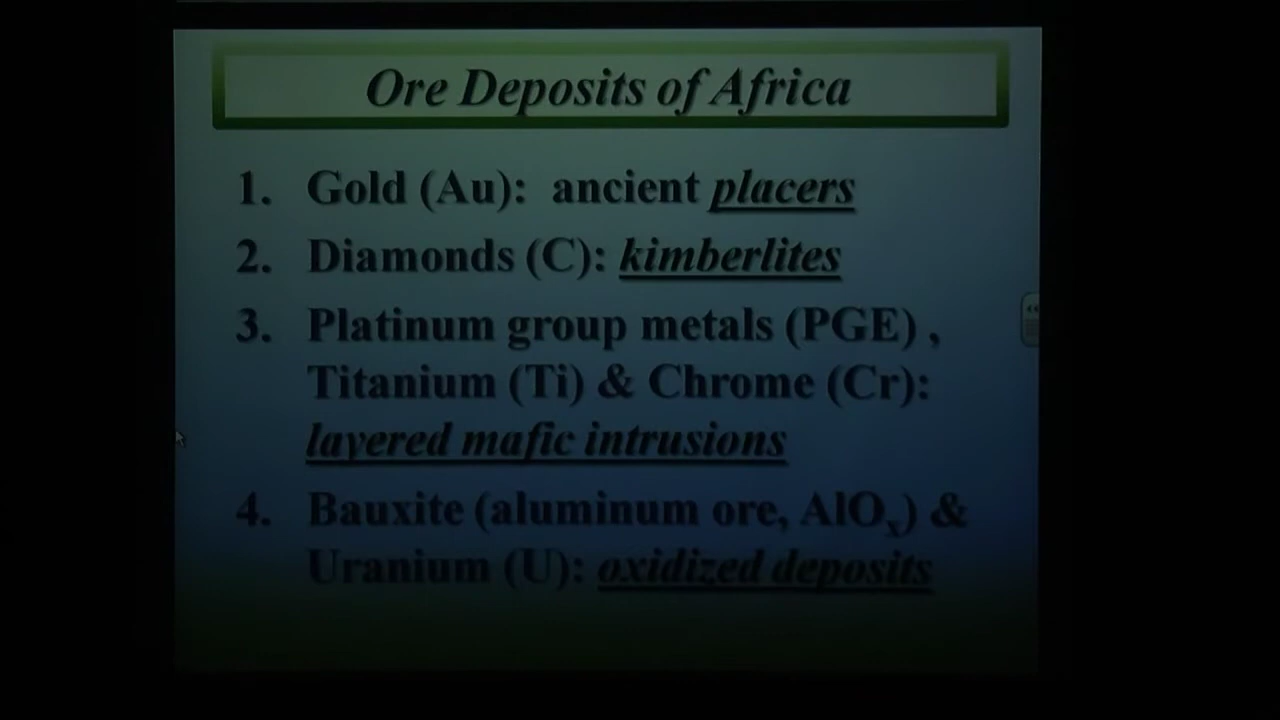 Ore Deposits of Africa
1. Gold (Au): ancient placers
2. Diamonds (C): kimberlites
3. Platinum group metals (PGE) ,
Titanium (Ti) & Chrome (Cr):
layered mafic intrusions
4. Bauxite (aluminum ore, AlOx) &
Uranium (U): oxidized deposits